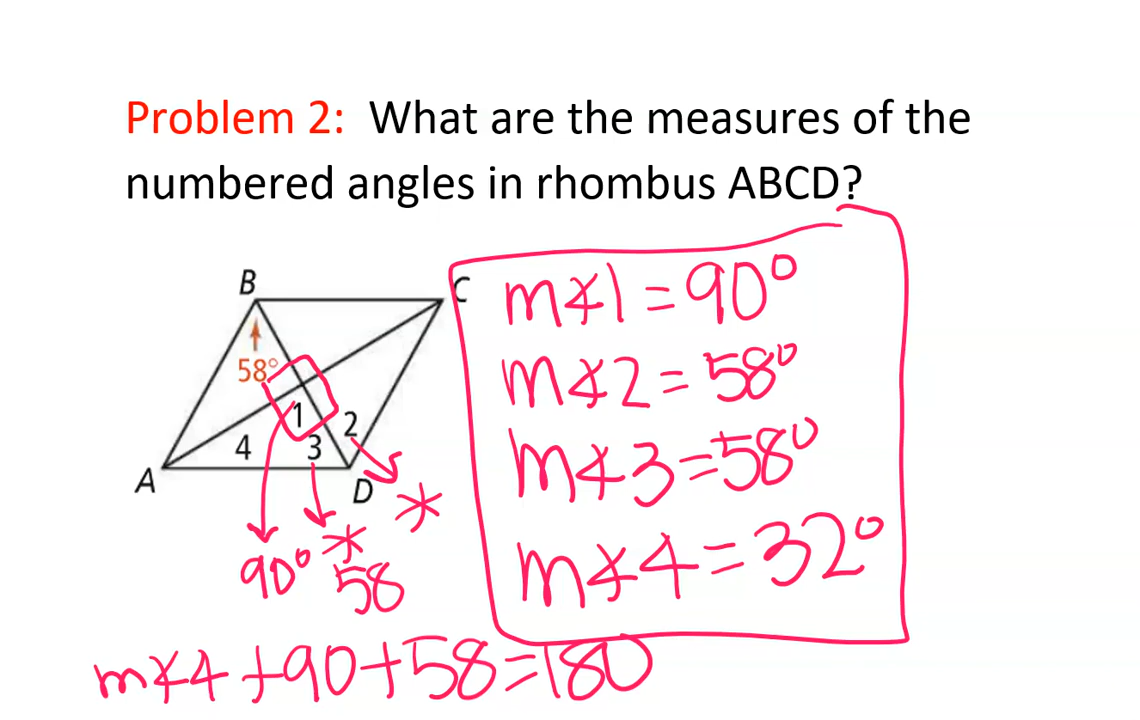 Problem 2: What are the measures of the
numbered angles in rhombus ABCD?
B
C
58°
1
2
4
3
A
D
m∡1 = 90°
m∡2 = 58°
m∡3 = 58°
m∡4 = 32°
*
90° *
58
m∡4 + 90 + 58 = 180